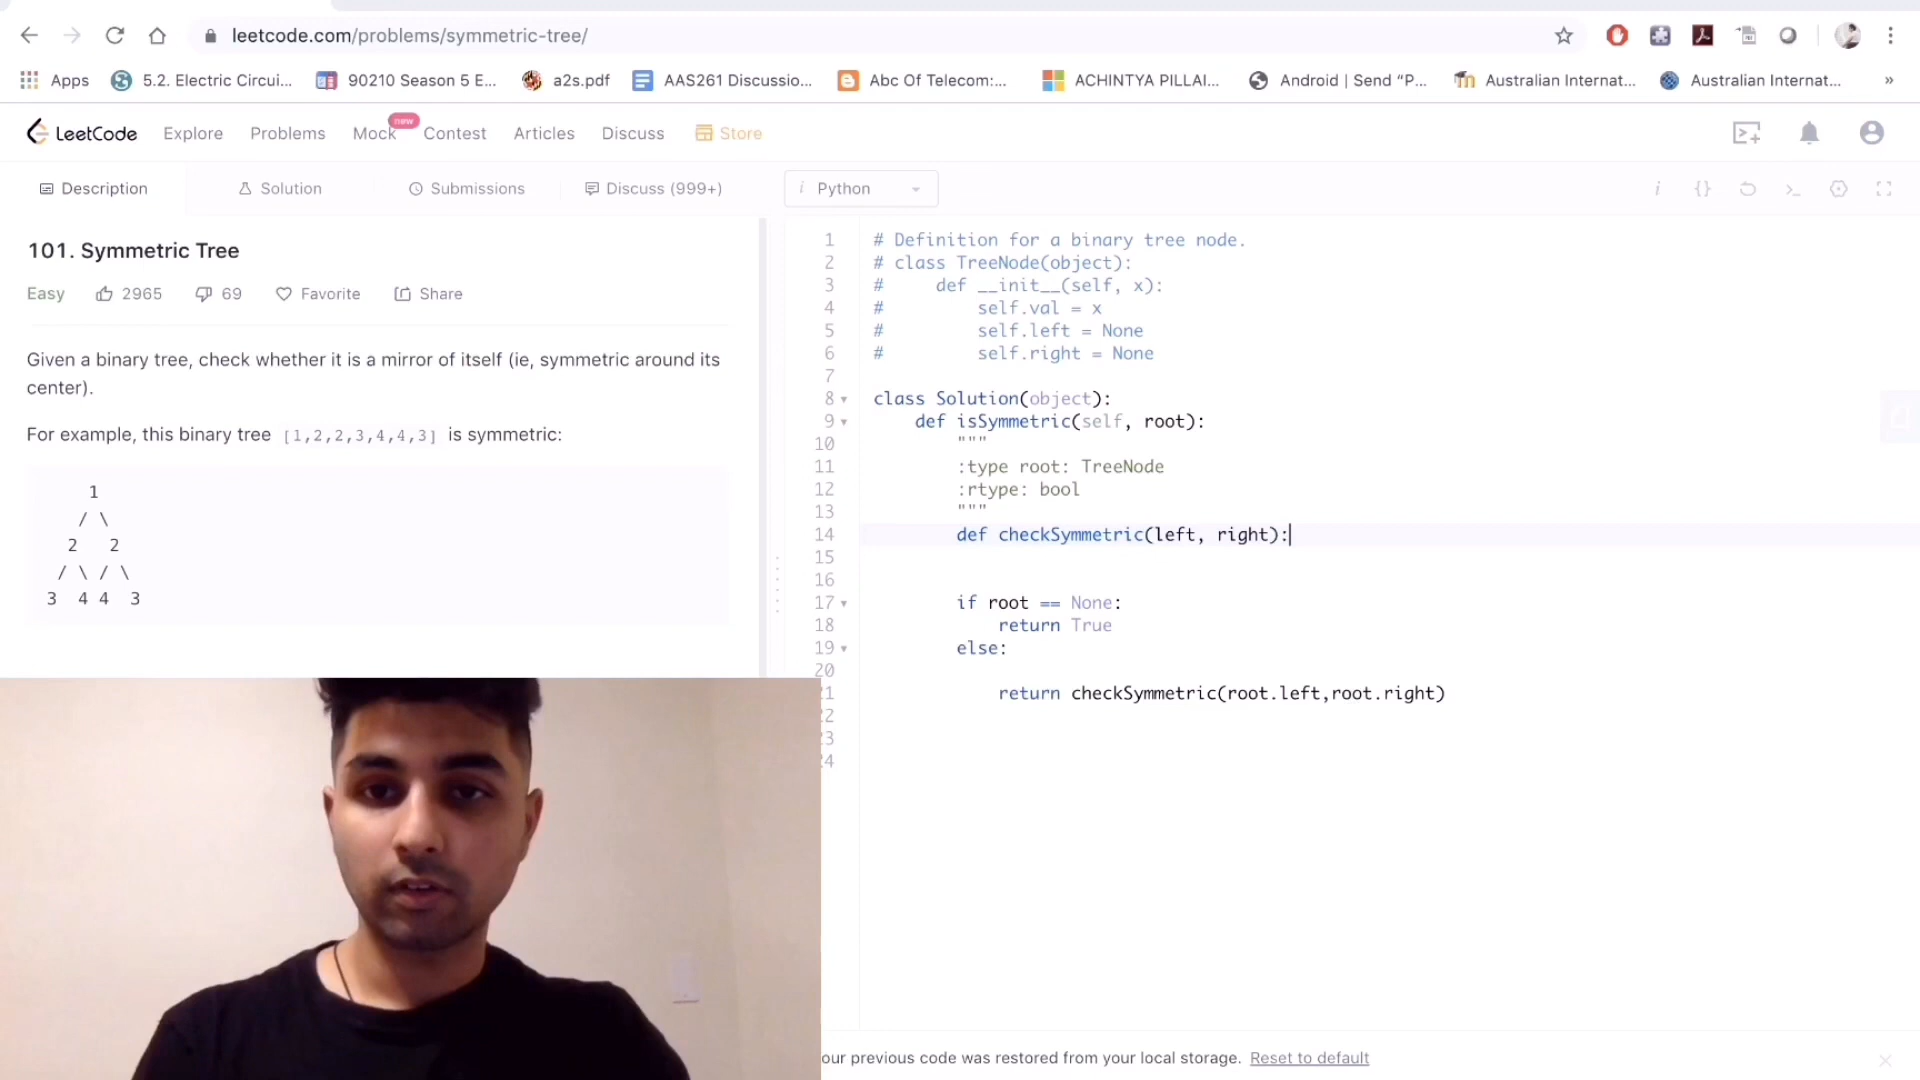 leetcode.com/problems/symmetric-tree/
Apps 5.2. Electric Circui... 90210 Season 5 E... a2s.pdf AAS261 Discussio... Abc Of Telecom:... ACHINTYA PILLAI... Android | Send “P... Australian Internat... Australian Internat... »
LeetCode Explore Problems Mock new Contest Articles Discuss Store
Description Solution Submissions Discuss (999+)
i Python
101. Symmetric Tree
Easy 2965 69 Favorite Share
Given a binary tree, check whether it is a mirror of itself (ie, symmetric around its
center).
For example, this binary tree [1,2,2,3,4,4,3] is symmetric:
1
/ \
2 2
/ \ / \
3 4 4 3
1 # Definition for a binary tree node.
2 # class TreeNode(object):
3 # def __init__(self, x):
4 # self.val = x
5 # self.left = None
6 # self.right = None
7
8 class Solution(object):
9 def isSymmetric(self, root):
10 """
11 :type root: TreeNode
12 :rtype: bool
13 """
14 def checkSymmetric(left, right):
15
16
17 if root == None:
18 return True
19 else:
20
1 return checkSymmetric(root.left,root.right)
2
3
4
our previous code was restored from your local storage. Reset to default